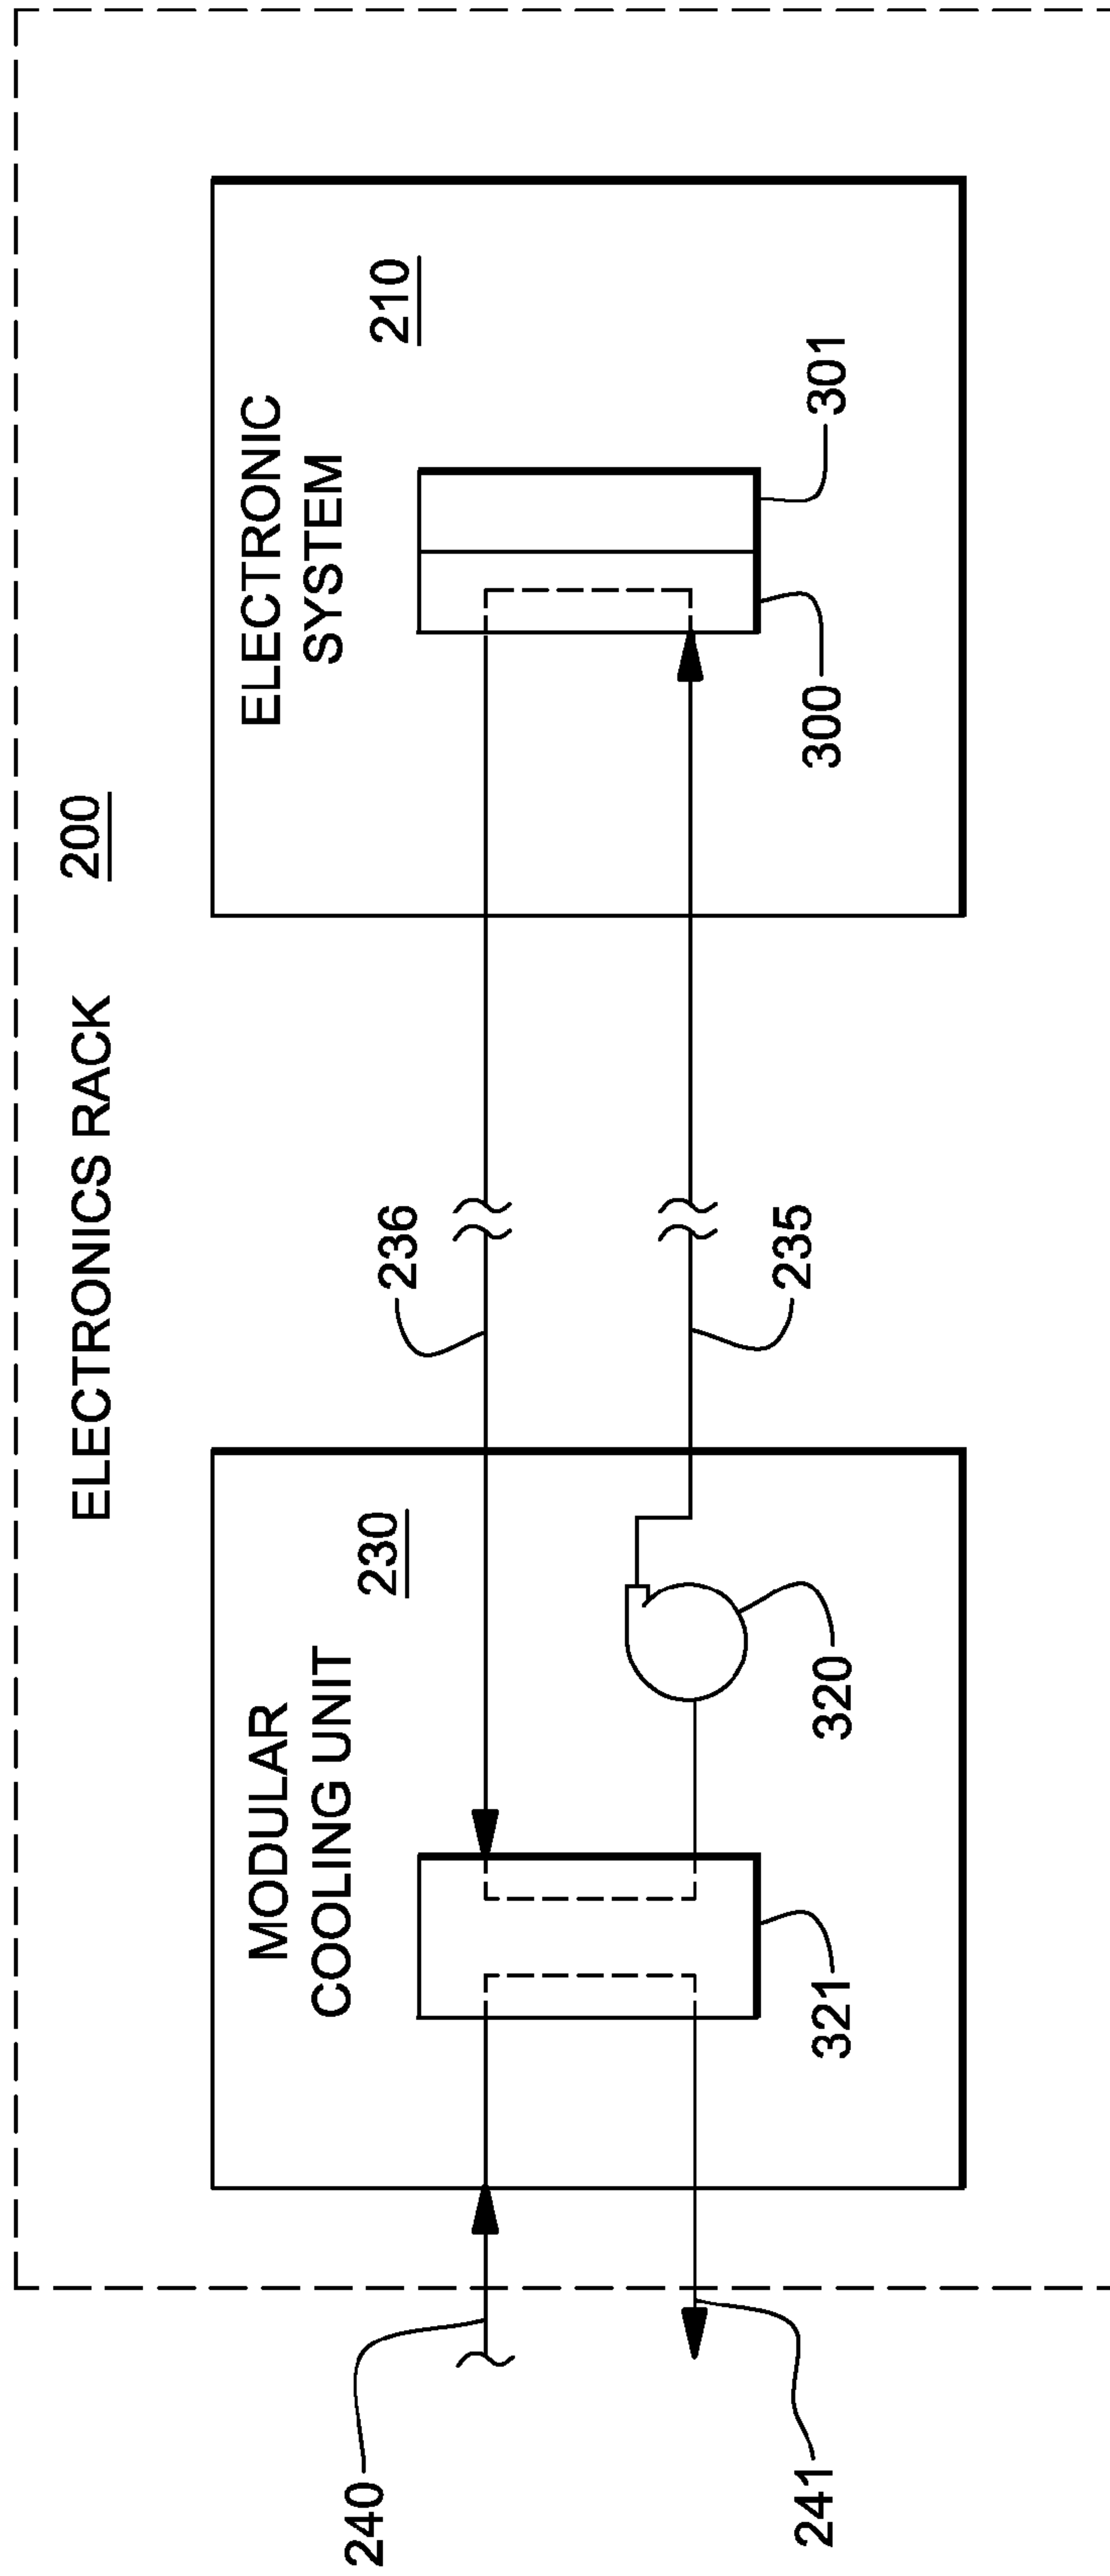 ELECTRONICS RACK 200
MODULAR
COOLING UNIT
230
ELECTRONIC
SYSTEM
210
240
236
241
321
320
235
300
301